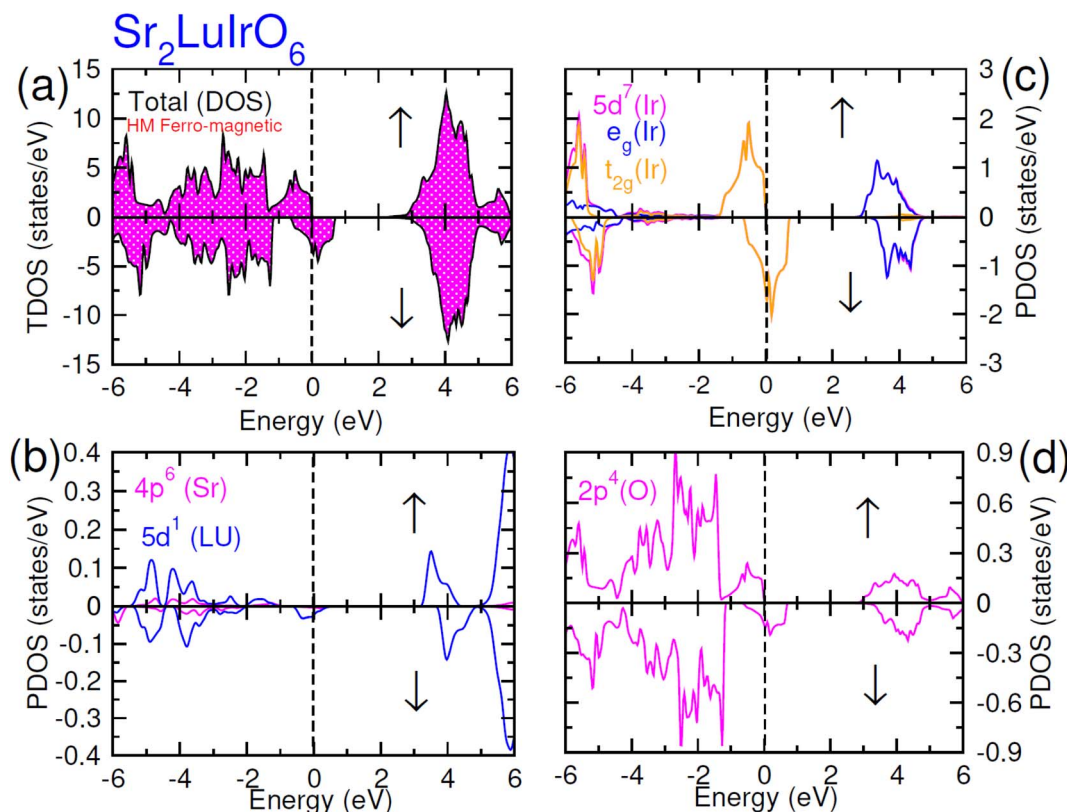 Sr2LuIrO6
(a)
Total (DOS)
HM Ferro-magnetic
↑
↓
15
10
5
0
-5
-10
-15
TDOS (states/eV)
-6 -4 -2 0 2 4 6
Energy (eV)
(c)
5d7(Ir)
eg(Ir)
t2g(Ir)
↑
↓
3
2
1
0
-1
-2
-3
PDOS (states/eV)
-6 -4 -2 0 2 4 6
Energy (eV)
(b)
4p6 (Sr)
5d1 (LU)
↑
↓
0.4
0.3
0.2
0.1
0
-0.1
-0.2
-0.3
-0.4
PDOS (states/eV)
-6 -4 -2 0 2 4 6
Energy (eV)
(d)
2p4(O)
↑
↓
0.9
0.6
0.3
0
-0.3
-0.6
-0.9
PDOS (states/eV)
-6 -4 -2 0 2 4 6
Energy (eV)